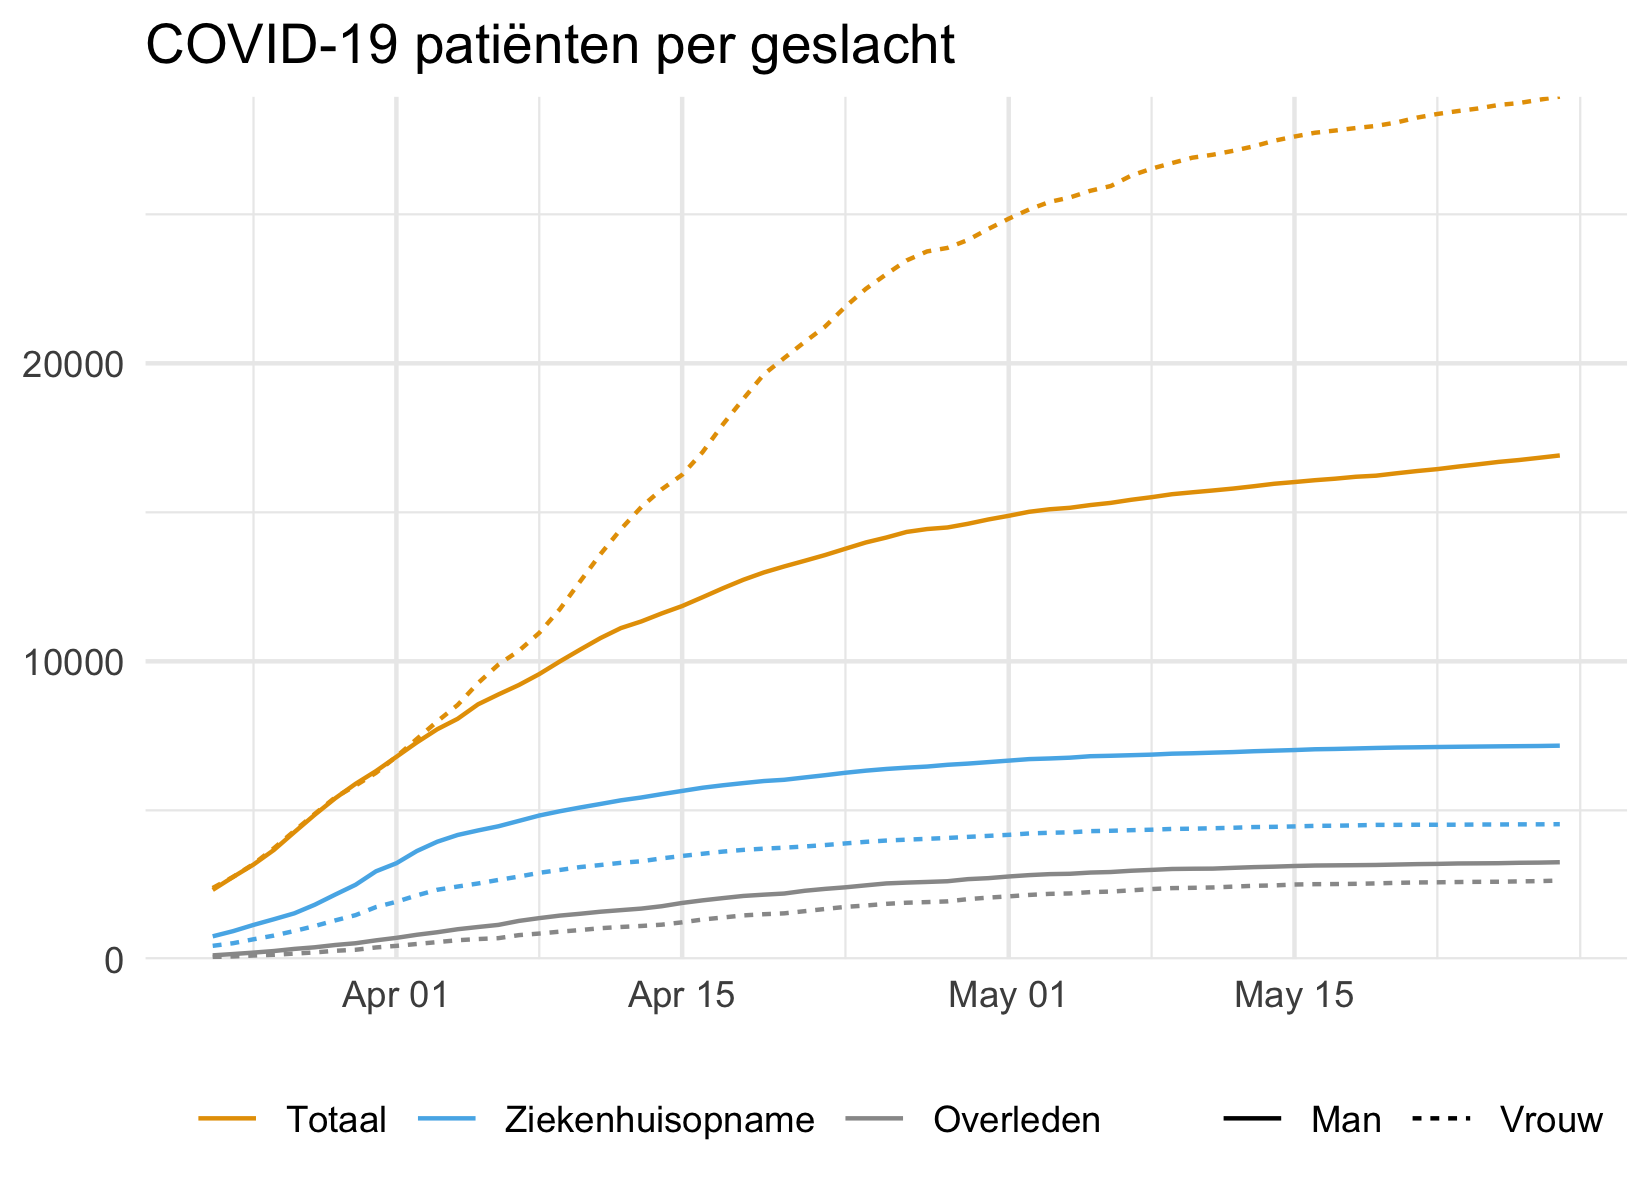 COVID-19 patiënten per geslacht
20000
10000
0
Apr 01 Apr 15 May 01 May 15
Totaal Ziekenhuisopname Overleden Man Vrouw